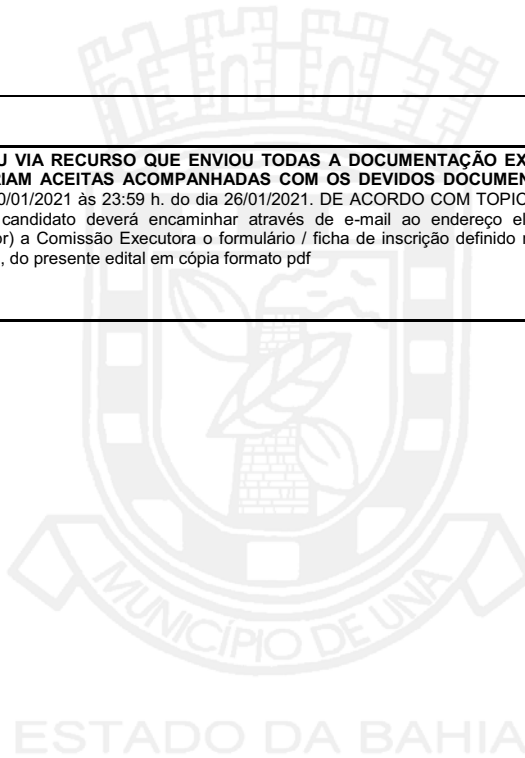 U VIA RECURSO QUE ENVIOU TODAS A DOCUMENTAÇÃO EX
RIAM ACEITAS ACOMPANHADAS COM OS DEVIDOS DOCUMEN
0/01/2021 às 23:59 h. do dia 26/01/2021. DE ACORDO COM TOPIC
candidato deverá encaminhar através de e-mail ao endereço el
or) a Comissão Executora o formulário / ficha de inscrição definido
, do presente edital em cópia formato pdf
MUNICÍPIO DE UNA
ESTADO DA BAHIA